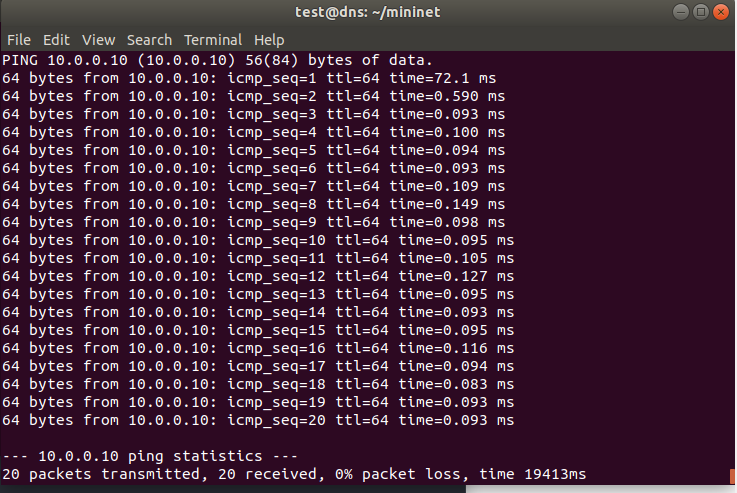 test@dns: ~/mininet
File Edit View Search Terminal Help
PING 10.0.0.10 (10.0.0.10) 56(84) bytes of data.
64 bytes from 10.0.0.10: icmp_seq=1 ttl=64 time=72.1 ms
64 bytes from 10.0.0.10: icmp_seq=2 ttl=64 time=0.590 ms
64 bytes from 10.0.0.10: icmp_seq=3 ttl=64 time=0.093 ms
64 bytes from 10.0.0.10: icmp_seq=4 ttl=64 time=0.100 ms
64 bytes from 10.0.0.10: icmp_seq=5 ttl=64 time=0.094 ms
64 bytes from 10.0.0.10: icmp_seq=6 ttl=64 time=0.093 ms
64 bytes from 10.0.0.10: icmp_seq=7 ttl=64 time=0.109 ms
64 bytes from 10.0.0.10: icmp_seq=8 ttl=64 time=0.149 ms
64 bytes from 10.0.0.10: icmp_seq=9 ttl=64 time=0.098 ms
64 bytes from 10.0.0.10: icmp_seq=10 ttl=64 time=0.095 ms
64 bytes from 10.0.0.10: icmp_seq=11 ttl=64 time=0.105 ms
64 bytes from 10.0.0.10: icmp_seq=12 ttl=64 time=0.127 ms
64 bytes from 10.0.0.10: icmp_seq=13 ttl=64 time=0.095 ms
64 bytes from 10.0.0.10: icmp_seq=14 ttl=64 time=0.093 ms
64 bytes from 10.0.0.10: icmp_seq=15 ttl=64 time=0.095 ms
64 bytes from 10.0.0.10: icmp_seq=16 ttl=64 time=0.116 ms
64 bytes from 10.0.0.10: icmp_seq=17 ttl=64 time=0.094 ms
64 bytes from 10.0.0.10: icmp_seq=18 ttl=64 time=0.083 ms
64 bytes from 10.0.0.10: icmp_seq=19 ttl=64 time=0.093 ms
64 bytes from 10.0.0.10: icmp_seq=20 ttl=64 time=0.093 ms
--- 10.0.0.10 ping statistics ---
20 packets transmitted, 20 received, 0% packet loss, time 19413ms